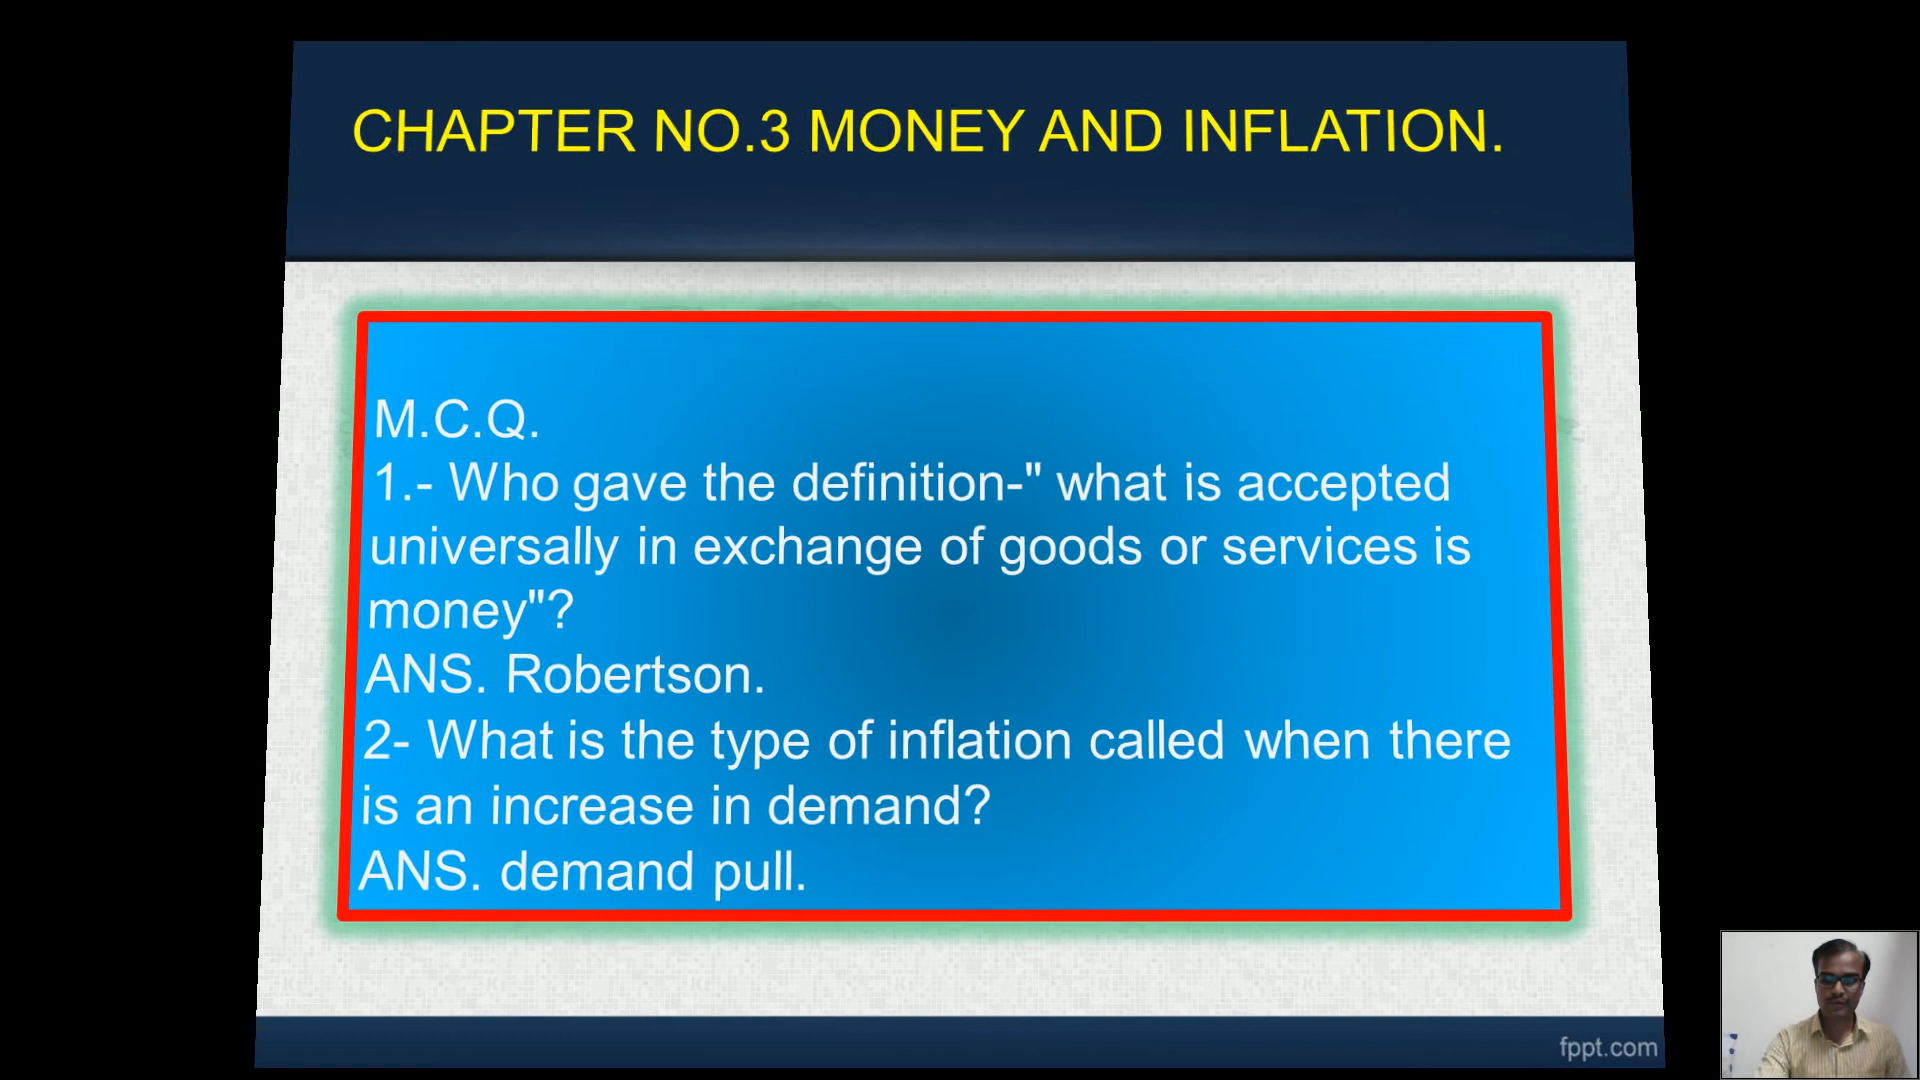 CHAPTER NO.3 MONEY AND INFLATION.
M.C.Q.
1.- Who gave the definition-" what is accepted
universally in exchange of goods or services is
money"?
ANS. Robertson.
2- What is the type of inflation called when there
is an increase in demand?
ANS. demand pull.
fppt.com